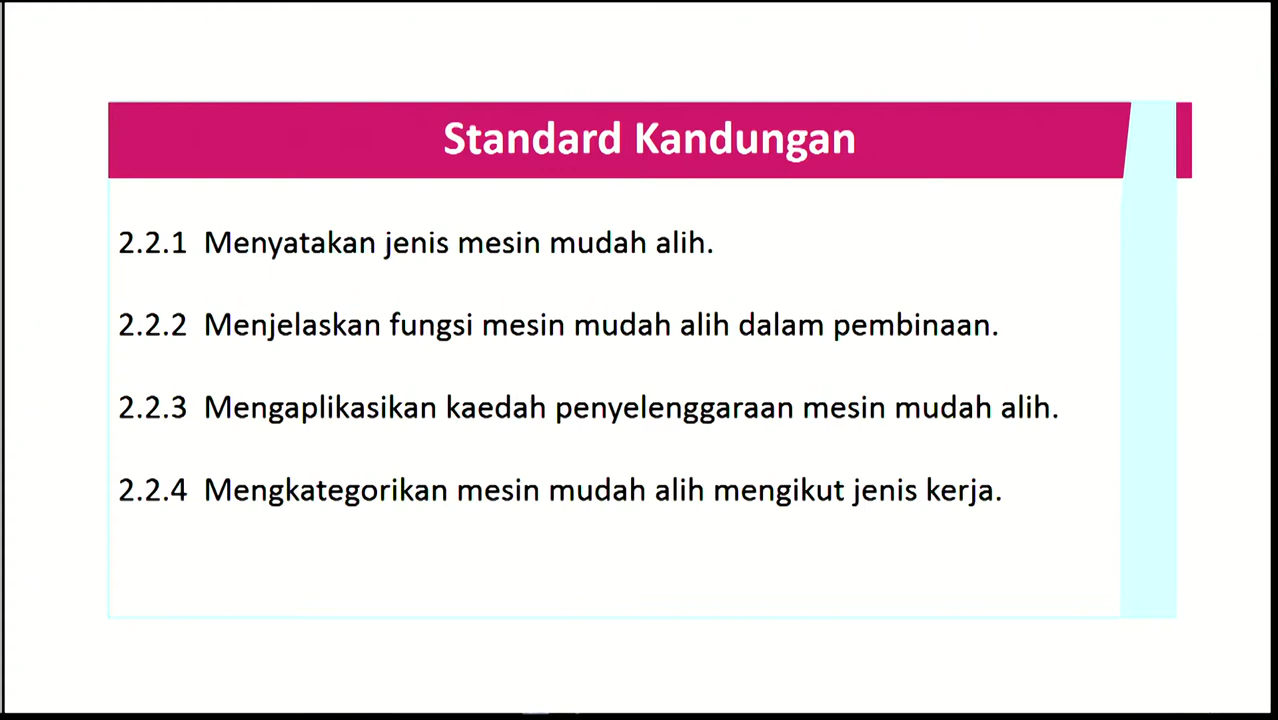 Standard Kandungan
2.2.1 Menyatakan jenis mesin mudah alih.
2.2.2 Menjelaskan fungsi mesin mudah alih dalam pembinaan.
2.2.3 Mengaplikasikan kaedah penyelenggaraan mesin mudah alih.
2.2.4 Mengkategorikan mesin mudah alih mengikut jenis kerja.